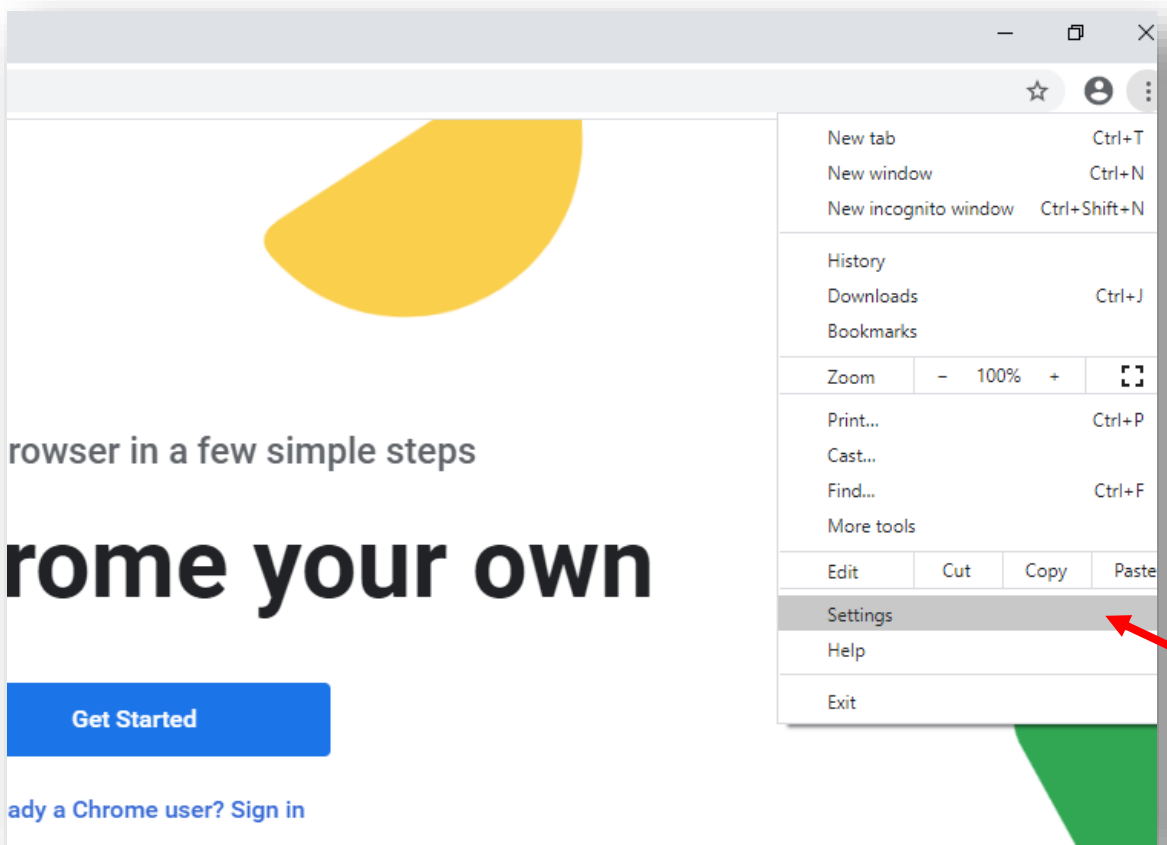 New tab Ctrl+T
New window Ctrl+N
New incognito window Ctrl+Shift+N
History
Downloads Ctrl+J
Bookmarks
Zoom - 100% +
Print... Ctrl+P
Cast...
Find... Ctrl+F
More tools
Edit Cut Copy Paste
Settings
Help
Exit
rowser in a few simple steps
rome your own
Get Started
ady a Chrome user? Sign in